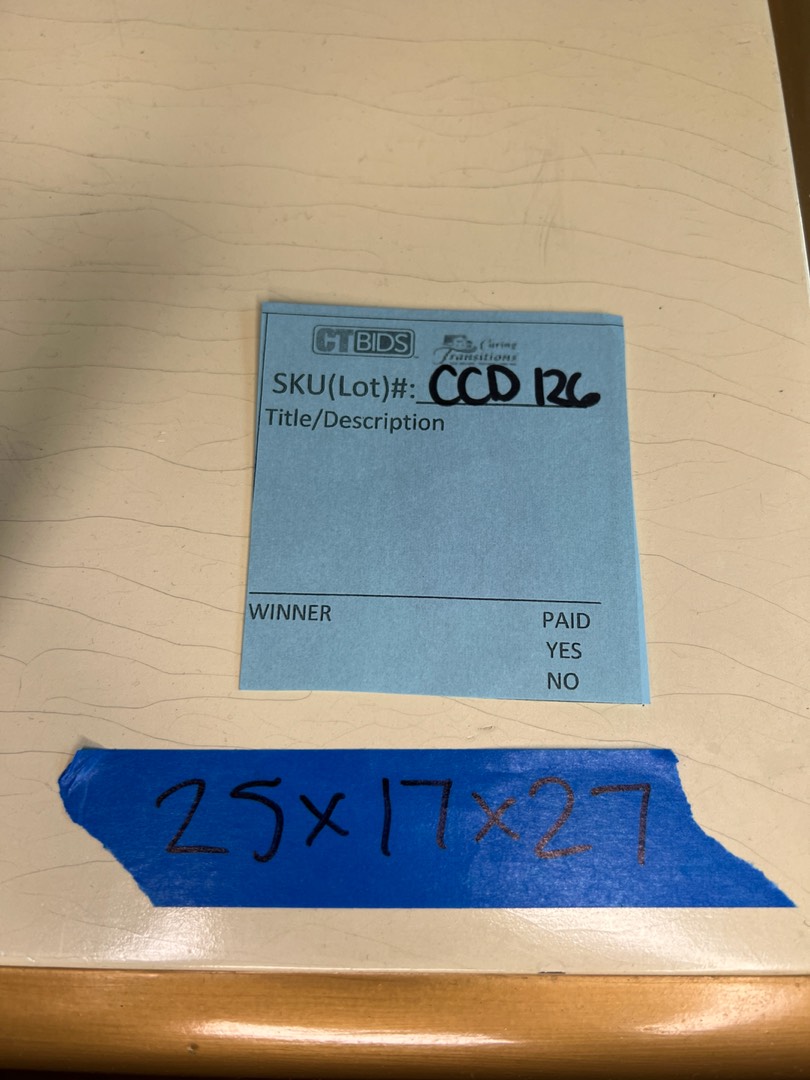 CTBIDS
Caring
Transitions
SKU(Lot)#: CCD 126
Title/Description
WINNER
PAID
YES
NO
25x17x27